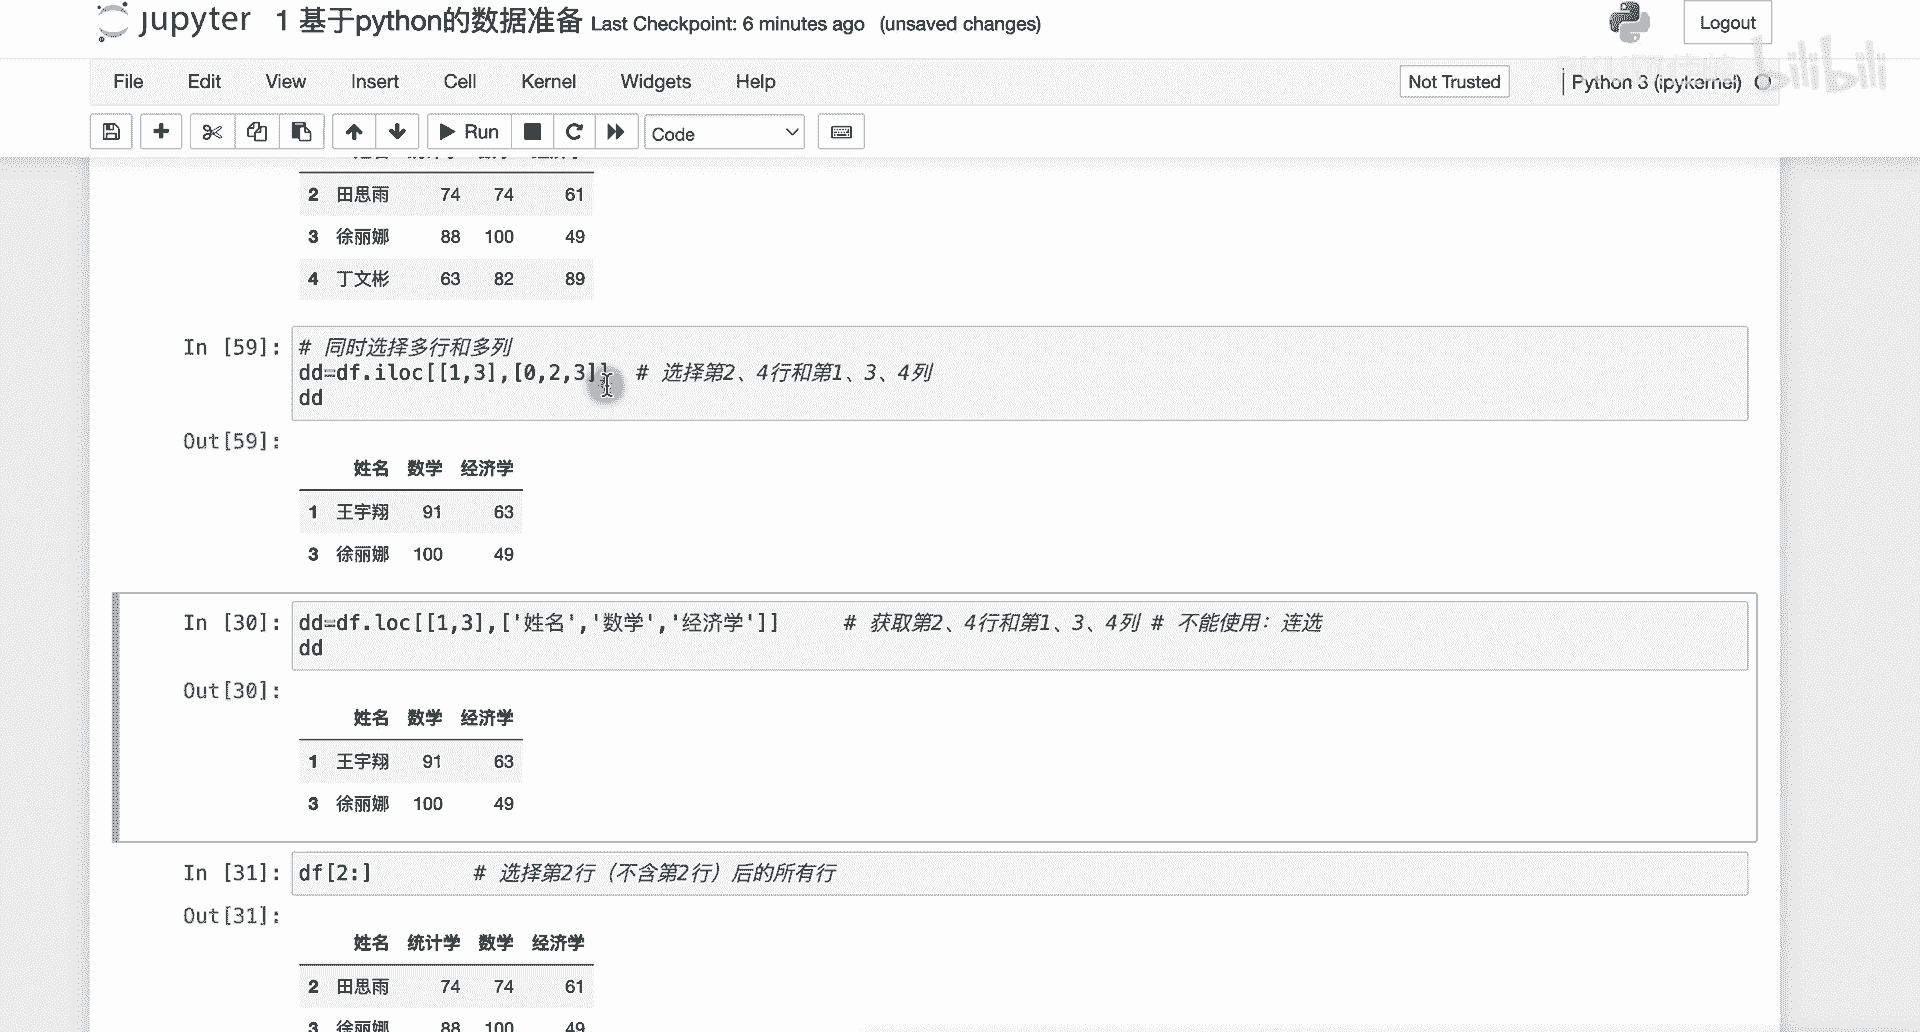 jupyter 1 基于python的数据准备 Last Checkpoint: 6 minutes ago (unsaved changes)
Logout
File Edit View Insert Cell Kernel Widgets Help
Not Trusted
Python 3 (ipykernel)
bilibili
Run
Code
2 田思雨 74 74 61
3 徐丽娜 88 100 49
4 丁文彬 63 82 89
In [59]: # 同时选择多行和多列
dd=df.iloc[[1,3],[0,2,3]] # 选择第2、4行和第1、3、4列
dd
Out[59]:
姓名 数学 经济学
1 王宇翔 91 63
3 徐丽娜 100 49
In [30]: dd=df.loc[[1,3],['姓名','数学','经济学']] # 获取第2、4行和第1、3、4列 # 不能使用：连选
dd
Out[30]:
姓名 数学 经济学
1 王宇翔 91 63
3 徐丽娜 100 49
In [31]: df[2:] # 选择第2行（不含第2行）后的所有行
Out[31]:
姓名 统计学 数学 经济学
2 田思雨 74 74 61
3 徐丽娜 88 100 49